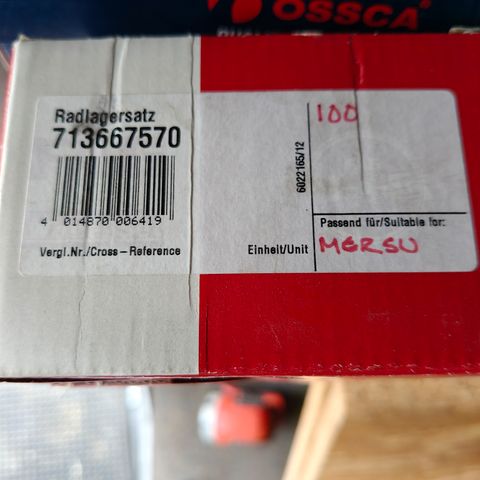 OSSCA®
Radlagersatz
713667570
4 014870 006419
Vergl.Nr./Cross-Reference
Einheit/Unit
6022165/12
100
Passend für/Suitable for:
MERSU